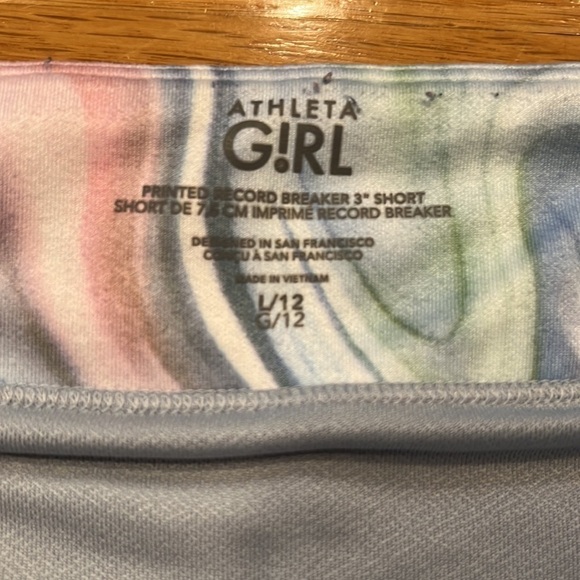 ATHLETA
G!RL
PRINTED RECORD BREAKER 3" SHORT
SHORT DE 7,6 CM IMPRIMÉ RECORD BREAKER
DESIGNED IN SAN FRANCISCO
CONÇU À SAN FRANCISCO
MADE IN VIETNAM
L/12
G/12